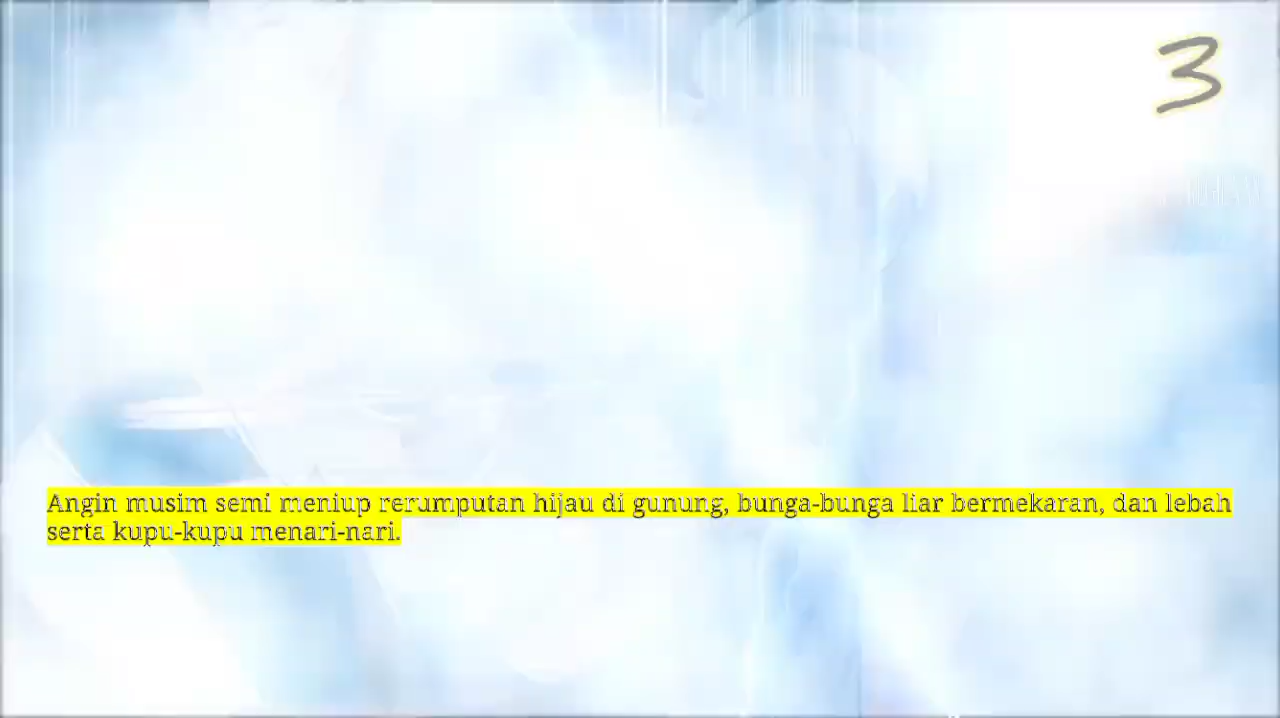 3
Angin musim semi meniup rerumputan hijau di gunung, bunga-bunga liar bermekaran, dan lebah
serta kupu-kupu menari-nari.